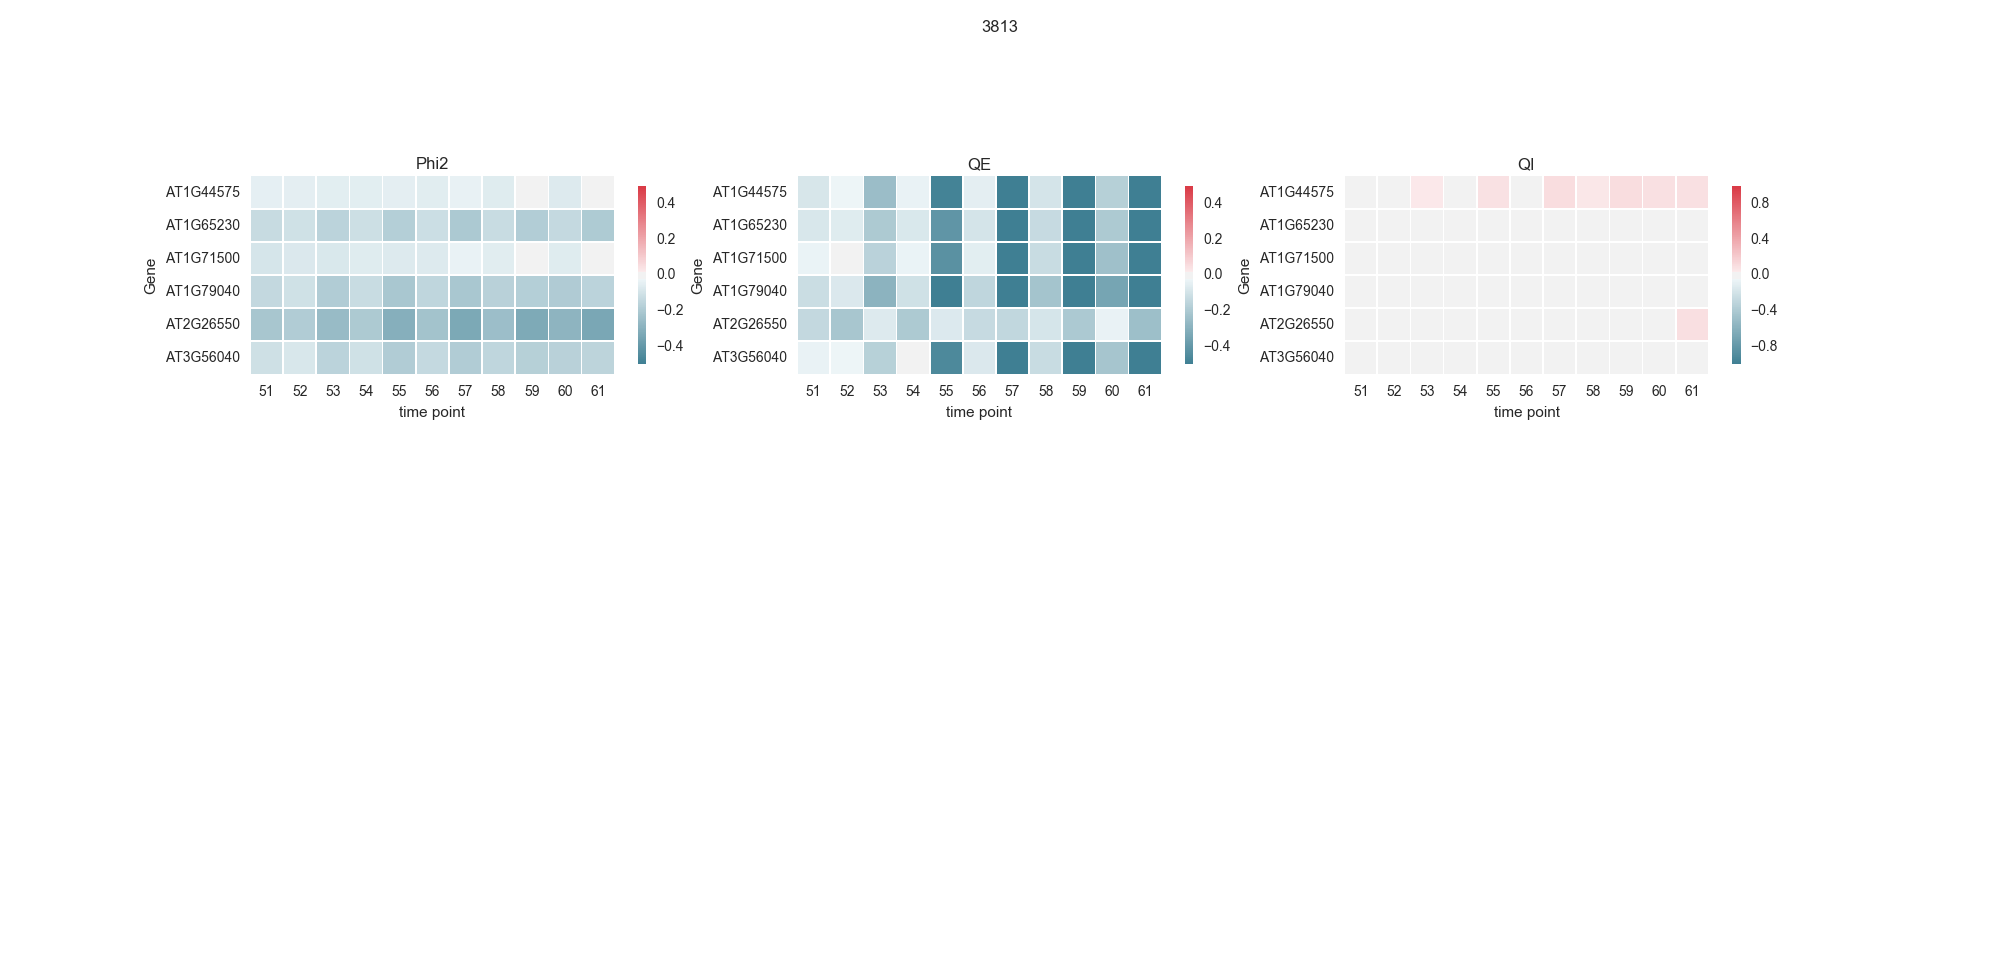 3813
Phi2
AT1G44575
AT1G65230
AT1G71500
AT1G79040
AT2G26550
AT3G56040
Gene
51 52 53 54 55 56 57 58 59 60 61
time point
0.4
0.2
0.0
−0.2
−0.4
QE
AT1G44575
AT1G65230
AT1G71500
AT1G79040
AT2G26550
AT3G56040
Gene
51 52 53 54 55 56 57 58 59 60 61
time point
0.4
0.2
0.0
−0.2
−0.4
QI
AT1G44575
AT1G65230
AT1G71500
AT1G79040
AT2G26550
AT3G56040
Gene
51 52 53 54 55 56 57 58 59 60 61
time point
0.8
0.4
0.0
−0.4
−0.8